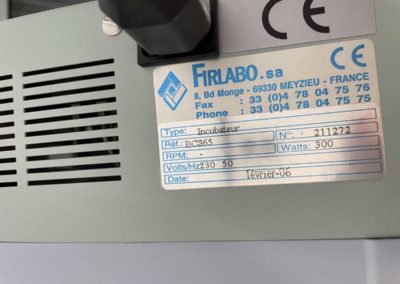 FIRLABO.sa
8, Bd Monge - 69330 MEYZIEU - FRANCE
Fax : 33 (0)4 78 04 75 76
Phone : 33 (0)4 78 04 75 75
CE
Type: Incubateur
Réf.: BC365 N°: - 211272
RPM: - Watts: 300
Volts/Hz: 230 50
Date: février-06
CE